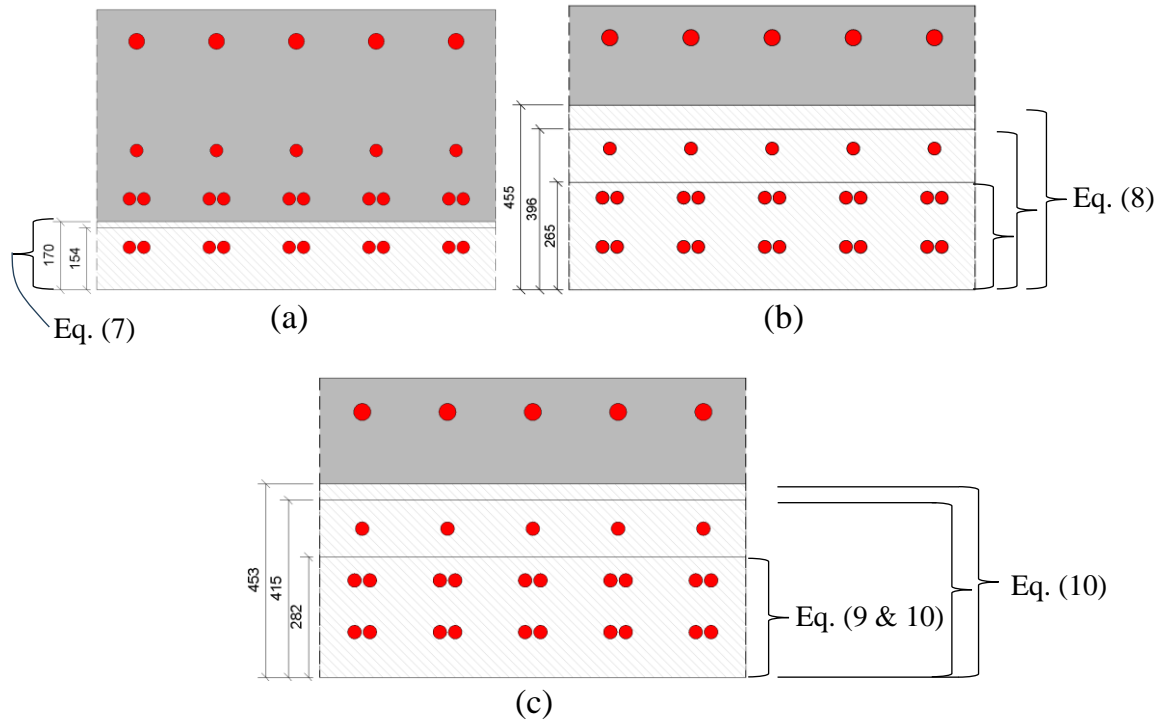 170
154
Eq. (7)
(a)
455
396
265
Eq. (8)
(b)
453
415
282
Eq. (9 & 10)
Eq. (10)
(c)